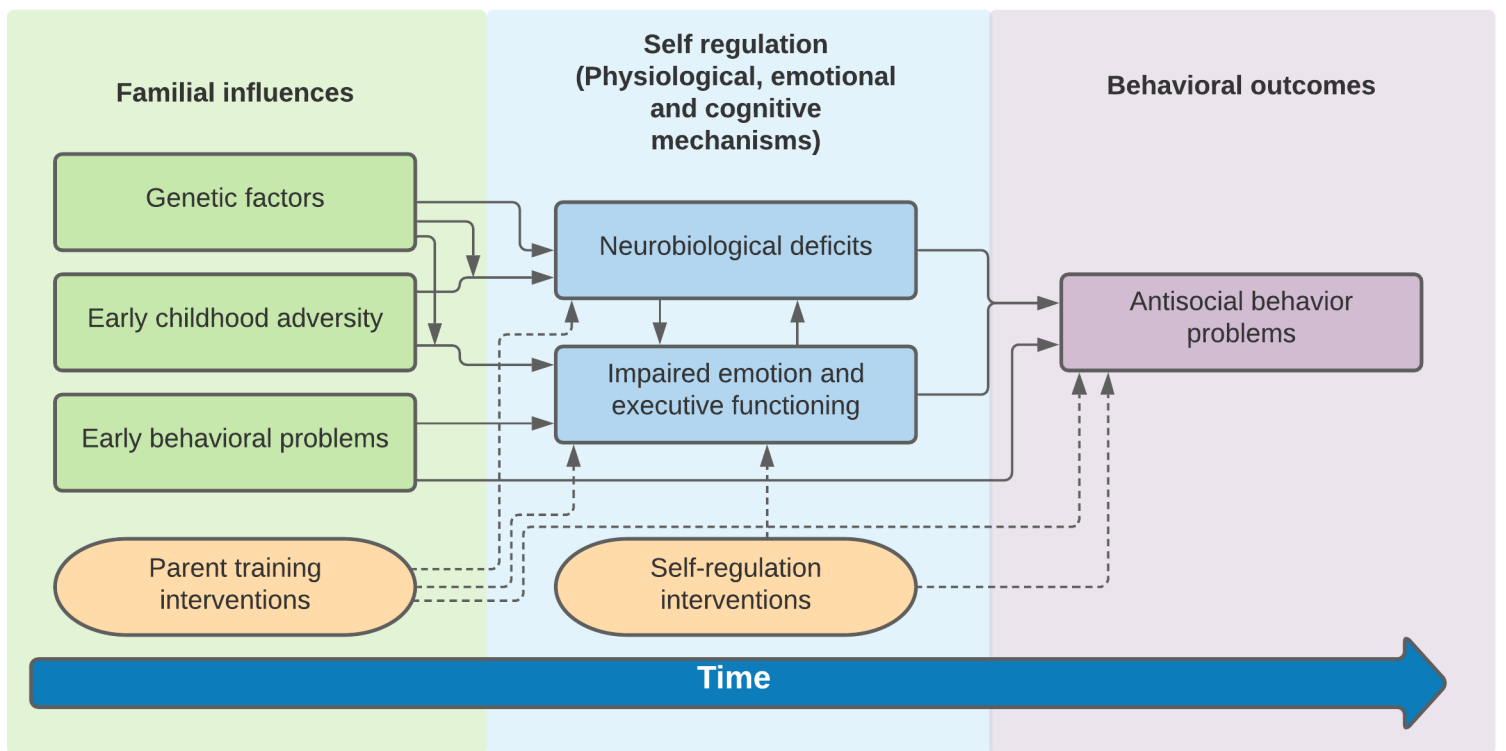 Familial influences
Self regulation
(Physiological, emotional
and cognitive
mechanisms)
Behavioral outcomes
Genetic factors
Early childhood adversity
Early behavioral problems
Neurobiological deficits
Impaired emotion and
executive functioning
Antisocial behavior
problems
Parent training
interventions
Self-regulation
interventions
Time